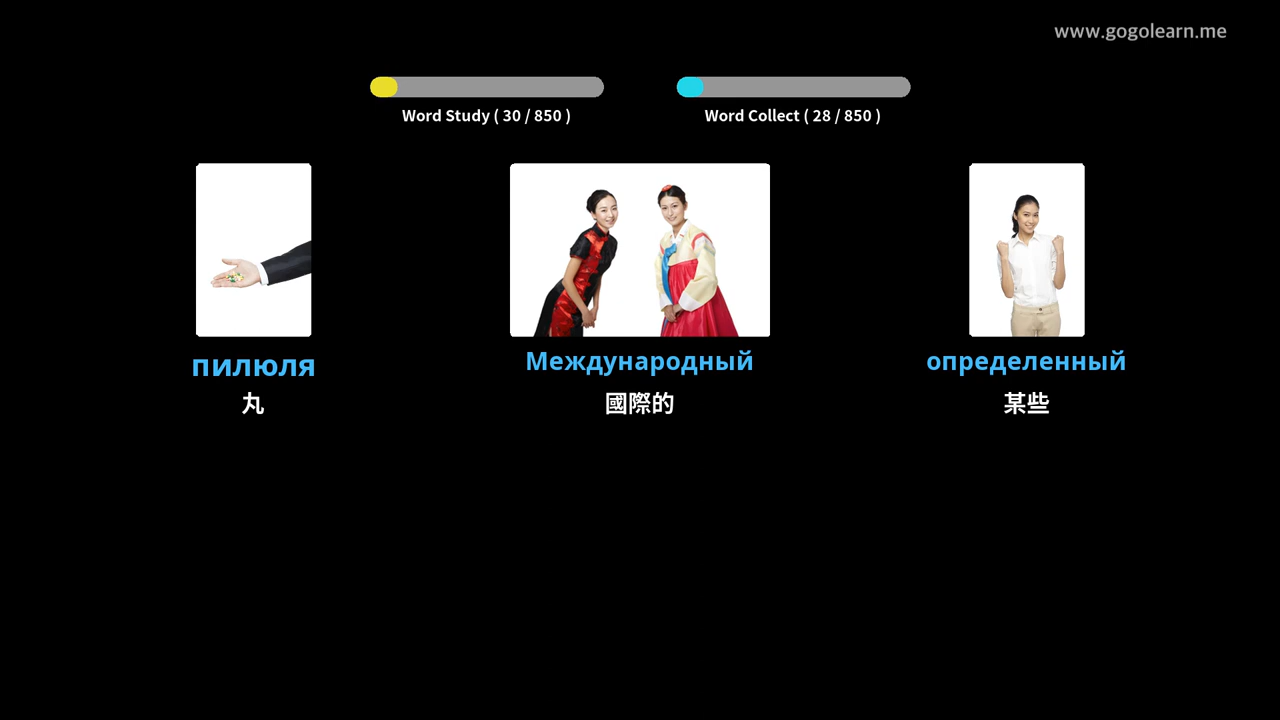 www.gogolearn.me
Word Study ( 30 / 850 )
Word Collect ( 28 / 850 )
пилюля
Международный
определенный
丸
國際的
某些